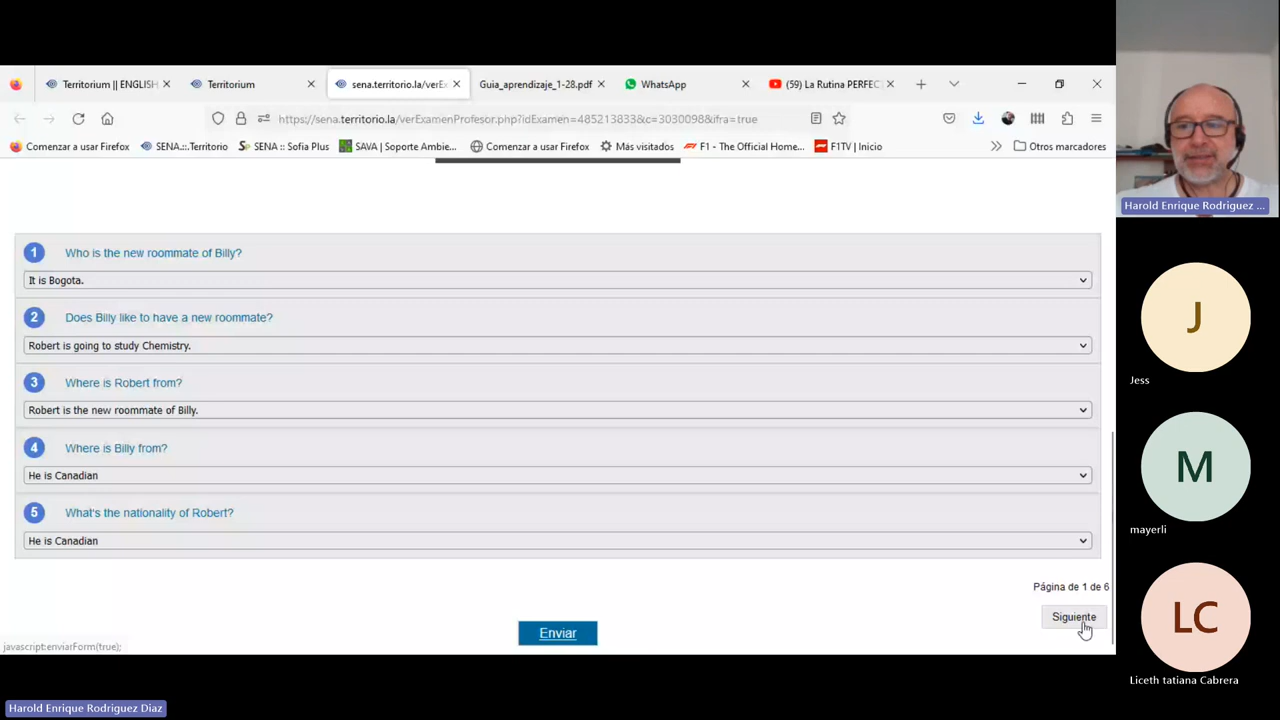 Territorium || ENGLISH
Territorium
sena.territorio.la/verEx
Guia_aprendizaje_1-28.pdf
WhatsApp
(59) La Rutina PERFEC
https://sena.territorio.la/verExamenProfesor.php?idExamen=485213833&c=3030098&ifra=true
Comenzar a usar Firefox
SENA.::.Territorio
SENA :: Sofia Plus
SAVA | Soporte Ambie...
Comenzar a usar Firefox
Más visitados
F1 - The Official Home...
F1TV | Inicio
Otros marcadores
1 Who is the new roommate of Billy?
It is Bogota.
2 Does Billy like to have a new roommate?
Robert is going to study Chemistry.
3 Where is Robert from?
Robert is the new roommate of Billy.
4 Where is Billy from?
He is Canadian
5 What's the nationality of Robert?
He is Canadian
Página de 1 de 6
Siguiente
Enviar
javascript:enviarForm(true);
Harold Enrique Rodriguez Diaz
Harold Enrique Rodriguez ...
J
Jess
M
mayerli
LC
Liceth tatiana Cabrera